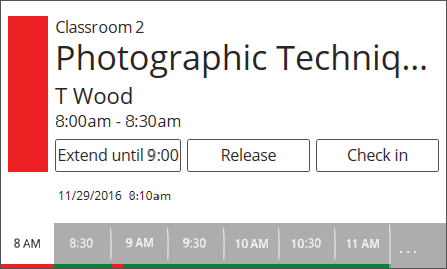 Classroom 2
Photographic Techniq...
T Wood
8:00am - 8:30am
Extend until 9:00 Release Check in
11/29/2016 8:10am
8 AM 8:30 9 AM 9:30 10 AM 10:30 11 AM ...